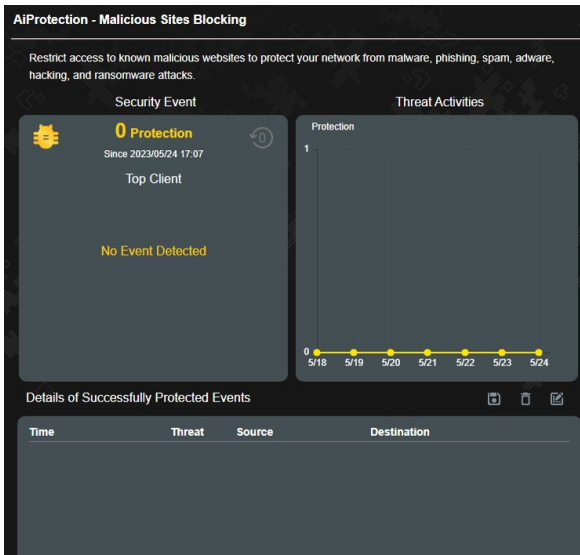 AiProtection - Malicious Sites Blocking
Restrict access to known malicious websites to protect your network from malware, phishing, spam, adware,
hacking, and ransomware attacks.
Security Event
Threat Activities
0 Protection
Since 2023/05/24 17:07
Top Client
No Event Detected
0
Protection
1
0
5/18 5/19 5/20 5/21 5/22 5/23 5/24
Details of Successfully Protected Events
Time Threat Source Destination